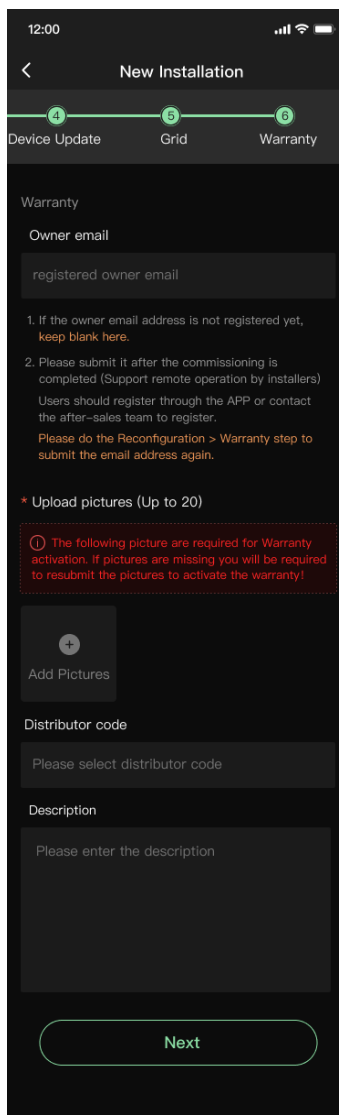 12:00
New Installation
4
5
6
Device Update
Grid
Warranty
Warranty
Owner email
registered owner email
1. If the owner email address is not registered yet,
keep blank here.
2. Please submit it after the commissioning is
completed (Support remote operation by installers)
Users should register through the APP or contact
the after-sales team to register.
Please do the Reconfiguration > Warranty step to
submit the email address again.
* Upload pictures (Up to 20)
The following picture are required for Warranty
activation. If pictures are missing you will be required
to resubmit the pictures to activate the warranty!
Add Pictures
Distributor code
Please select distributor code
Description
Please enter the description
Next